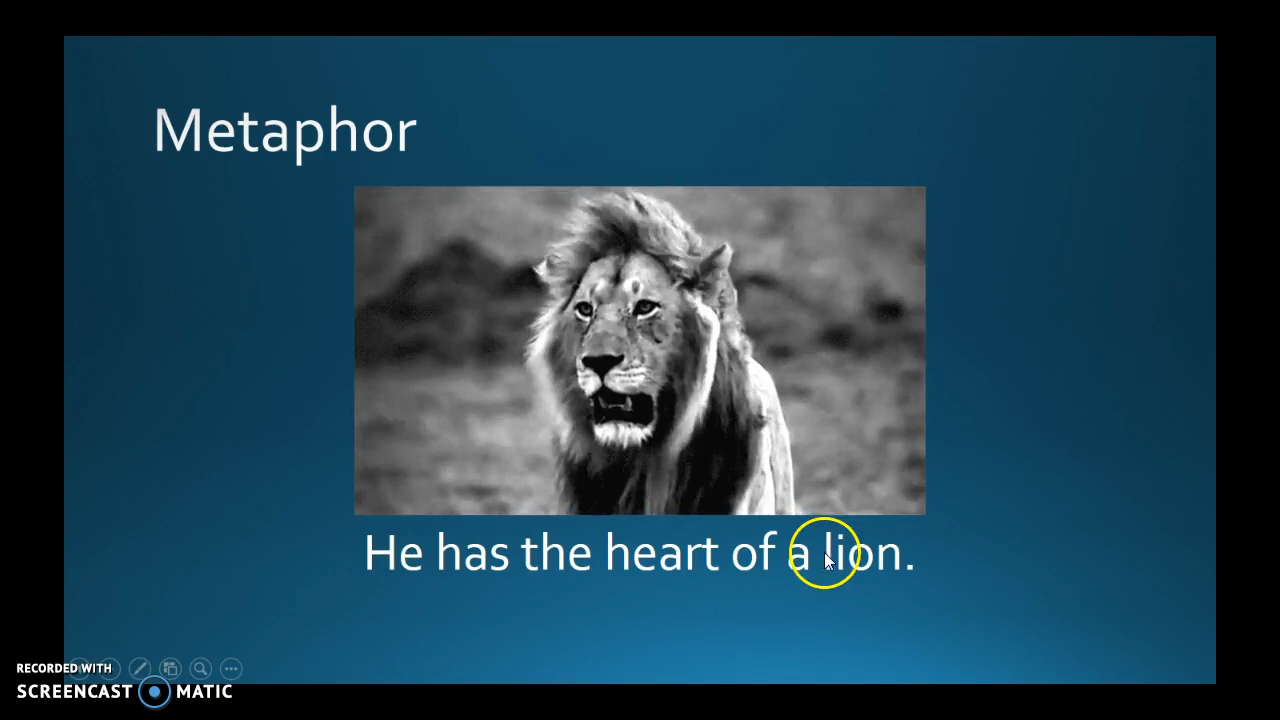 Metaphor
He has the heart of a lion.
RECORDED WITH
SCREENCAST MATIC